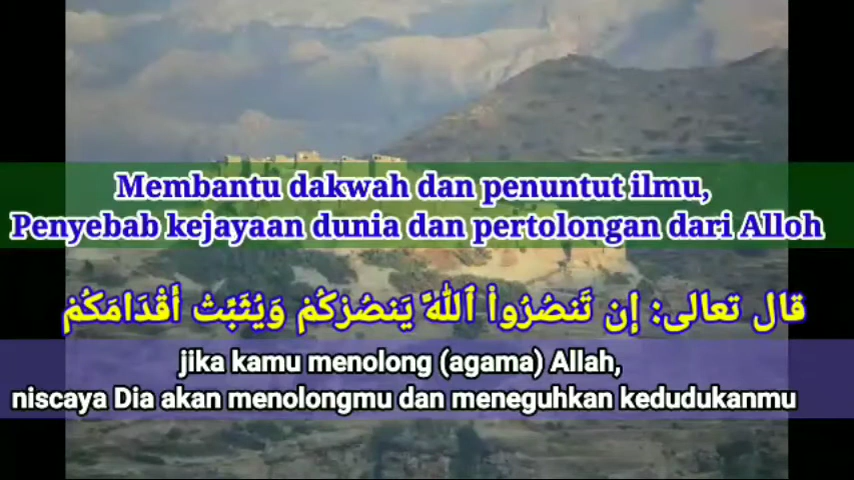 Membantu dakwah dan penuntut ilmu,
Penyebab kejayaan dunia dan pertolongan dari Alloh
قال تعالى: إن تَنصُرُواْ ٱللَّهَ يَنصُرْكُمْ وَيُثَبِّتْ أَقْدَامَكُمْ
jika kamu menolong (agama) Allah,
niscaya Dia akan menolongmu dan meneguhkan kedudukanmu